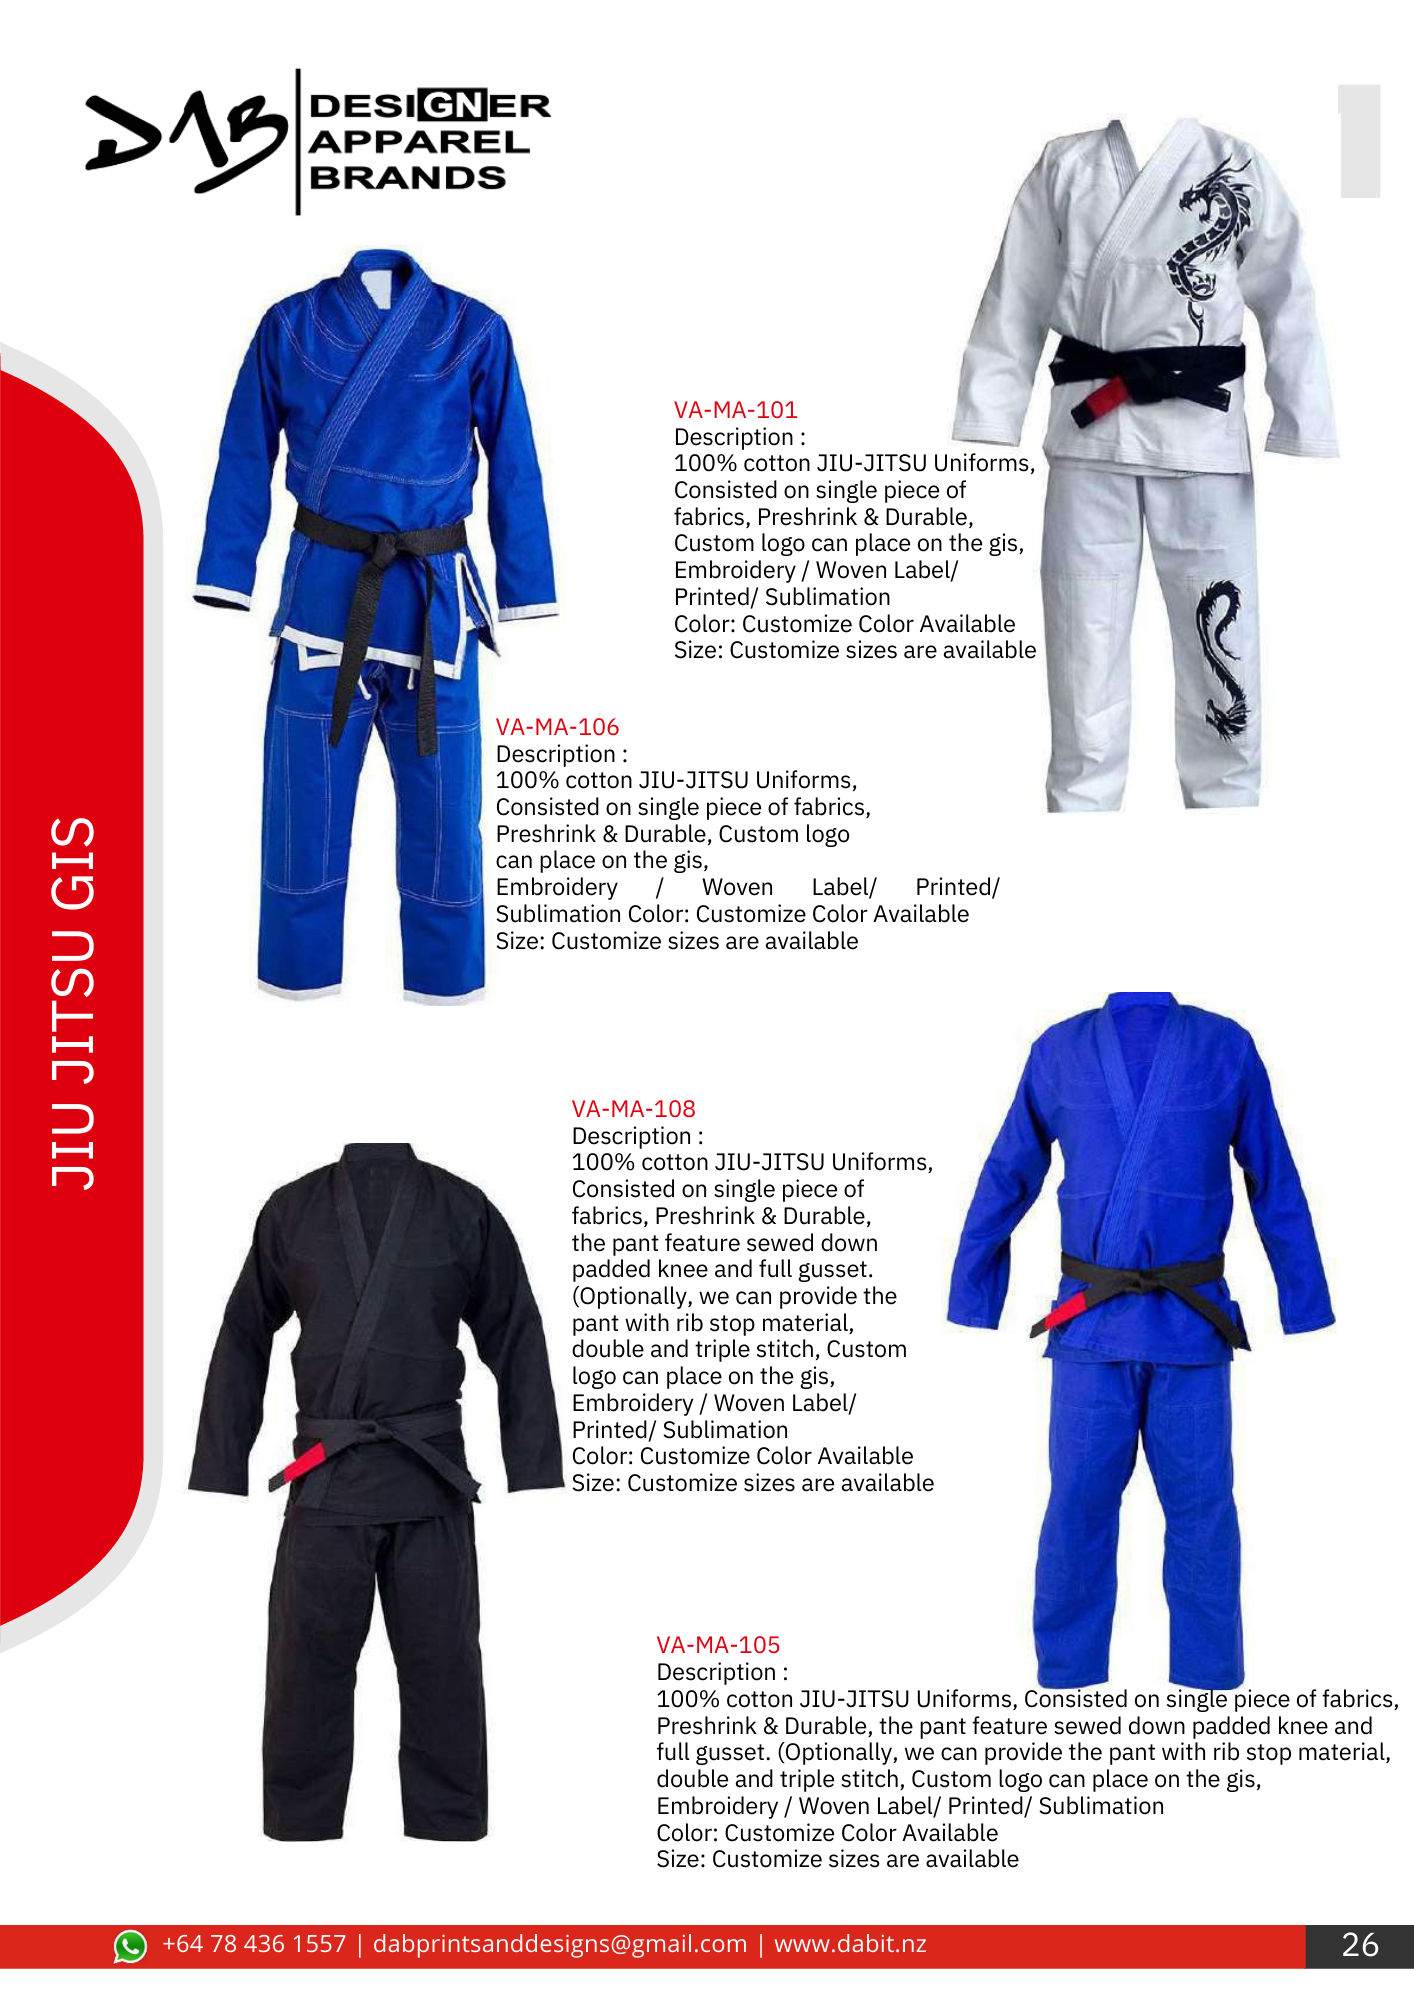 DAB
DESIGNER
APPAREL
BRANDS
VA-MA-101
Description :
100% cotton JIU-JITSU Uniforms,
Consisted on single piece of
fabrics, Preshrink & Durable,
Custom logo can place on the gis,
Embroidery / Woven Label/
Printed/ Sublimation
Color: Customize Color Available
Size: Customize sizes are available
VA-MA-106
Description :
100% cotton JIU-JITSU Uniforms,
Consisted on single piece of fabrics,
Preshrink & Durable, Custom logo
can place on the gis,
Embroidery / Woven Label/ Printed/
Sublimation Color: Customize Color Available
Size: Customize sizes are available
JIU JITSU GIS
VA-MA-108
Description :
100% cotton JIU-JITSU Uniforms,
Consisted on single piece of
fabrics, Preshrink & Durable,
the pant feature sewed down
padded knee and full gusset.
(Optionally, we can provide the
pant with rib stop material,
double and triple stitch, Custom
logo can place on the gis,
Embroidery / Woven Label/
Printed/ Sublimation
Color: Customize Color Available
Size: Customize sizes are available
VA-MA-105
Description :
100% cotton JIU-JITSU Uniforms, Consisted on single piece of fabrics,
Preshrink & Durable, the pant feature sewed down padded knee and
full gusset. (Optionally, we can provide the pant with rib stop material,
double and triple stitch, Custom logo can place on the gis,
Embroidery / Woven Label/ Printed/ Sublimation
Color: Customize Color Available
Size: Customize sizes are available
+64 78 436 1557 | dabprintsanddesigns@gmail.com | www.dabit.nz
26